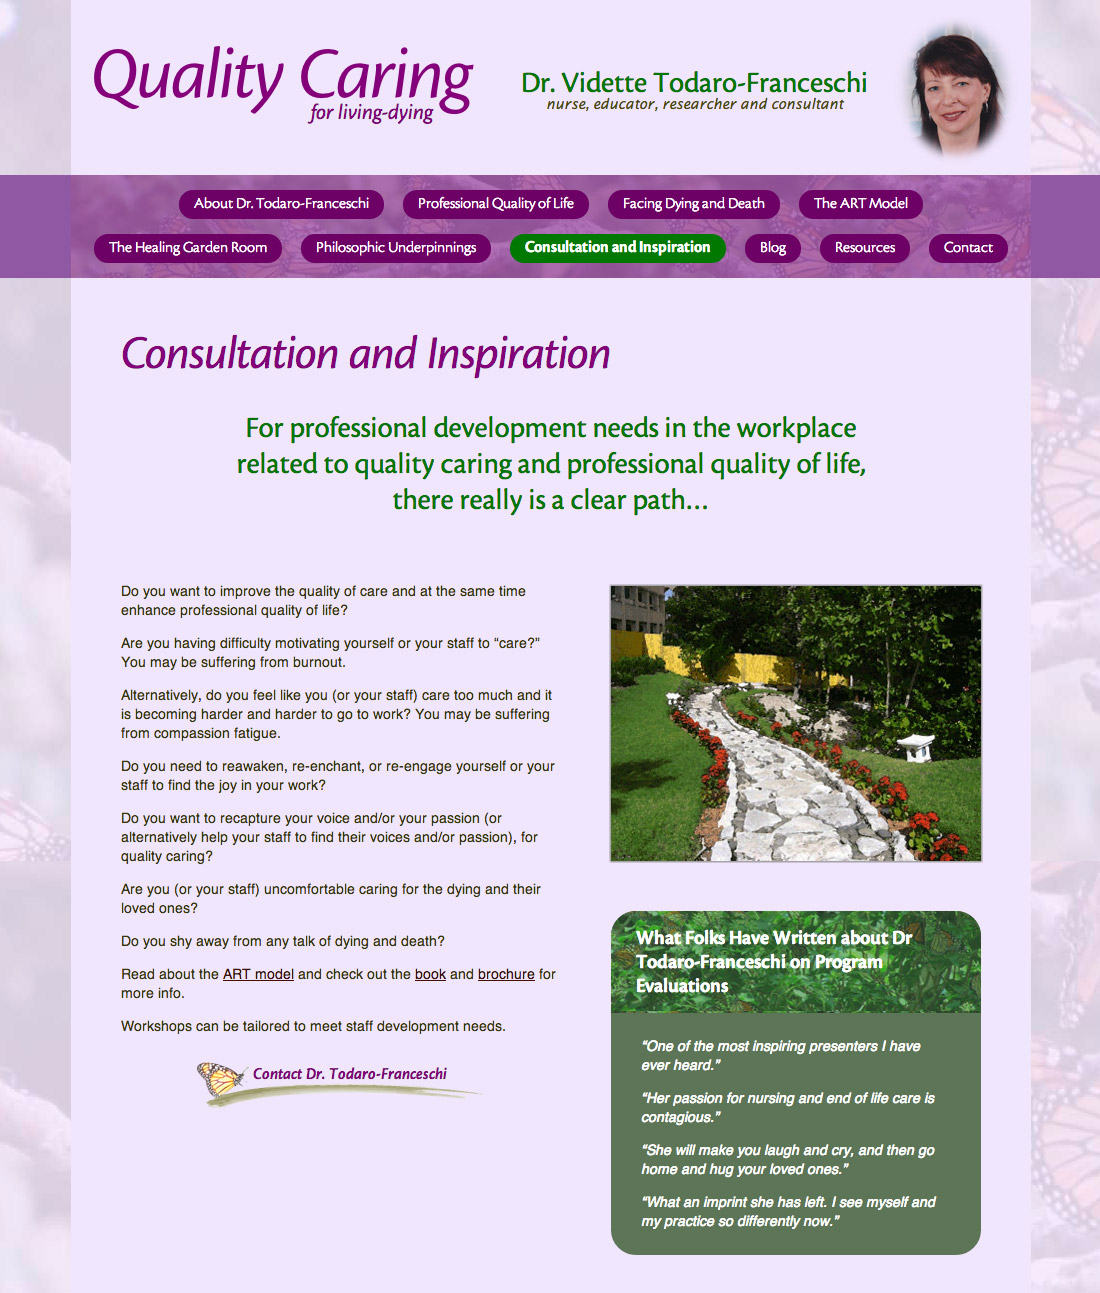 Quality Caring
for living-dying
Dr. Vidette Todaro-Franceschi
nurse, educator, researcher and consultant
About Dr. Todaro-Franceschi
Professional Quality of Life
Facing Dying and Death
The ART Model
The Healing Garden Room
Philosophic Underpinnings
Consultation and Inspiration
Blog
Resources
Contact
Consultation and Inspiration
For professional development needs in the workplace
related to quality caring and professional quality of life,
there really is a clear path...
Do you want to improve the quality of care and at the same time
enhance professional quality of life?
Are you having difficulty motivating yourself or your staff to “care?”
You may be suffering from burnout.
Alternatively, do you feel like you (or your staff) care too much and it
is becoming harder and harder to go to work? You may be suffering
from compassion fatigue.
Do you need to reawaken, re-enchant, or re-engage yourself or your
staff to find the joy in your work?
Do you want to recapture your voice and/or your passion (or
alternatively help your staff to find their voices and/or passion), for
quality caring?
Are you (or your staff) uncomfortable caring for the dying and their
loved ones?
Do you shy away from any talk of dying and death?
Read about the ART model and check out the book and brochure for
more info.
Workshops can be tailored to meet staff development needs.
Contact Dr. Todaro-Franceschi
What Folks Have Written about Dr
Todaro-Franceschi on Program
Evaluations
“One of the most inspiring presenters I have
ever heard.”
“Her passion for nursing and end of life care is
contagious.”
“She will make you laugh and cry, and then go
home and hug your loved ones.”
“What an imprint she has left. I see myself and
my practice so differently now.”